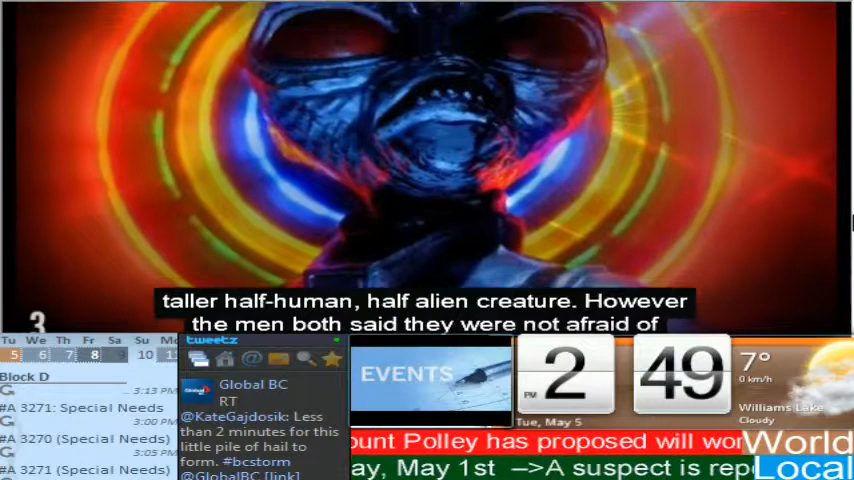 taller half-human, half alien creature. However
the men both said they were not afraid of
3
Tu We Th Fr Sa Su
5 6 7 8 9 10
Block D
3:13 PM
#A 3271: Special Needs
3:00 PM
#A 3270 (Special Needs)
3:05 PM
#A 3271 (Special Needs)
tweetz
Global BC
RT
@KateGajdosik: Less
than 2 minutes for this
little pile of hail to
form. #bcstorm
@GlobalBC [link]
EVENTS
PM 2 49
Tue, May 5
7°
0 km/h
Williams Lake
Cloudy
Polley has proposed will
World
ay, May 1st -->A suspect is
Local